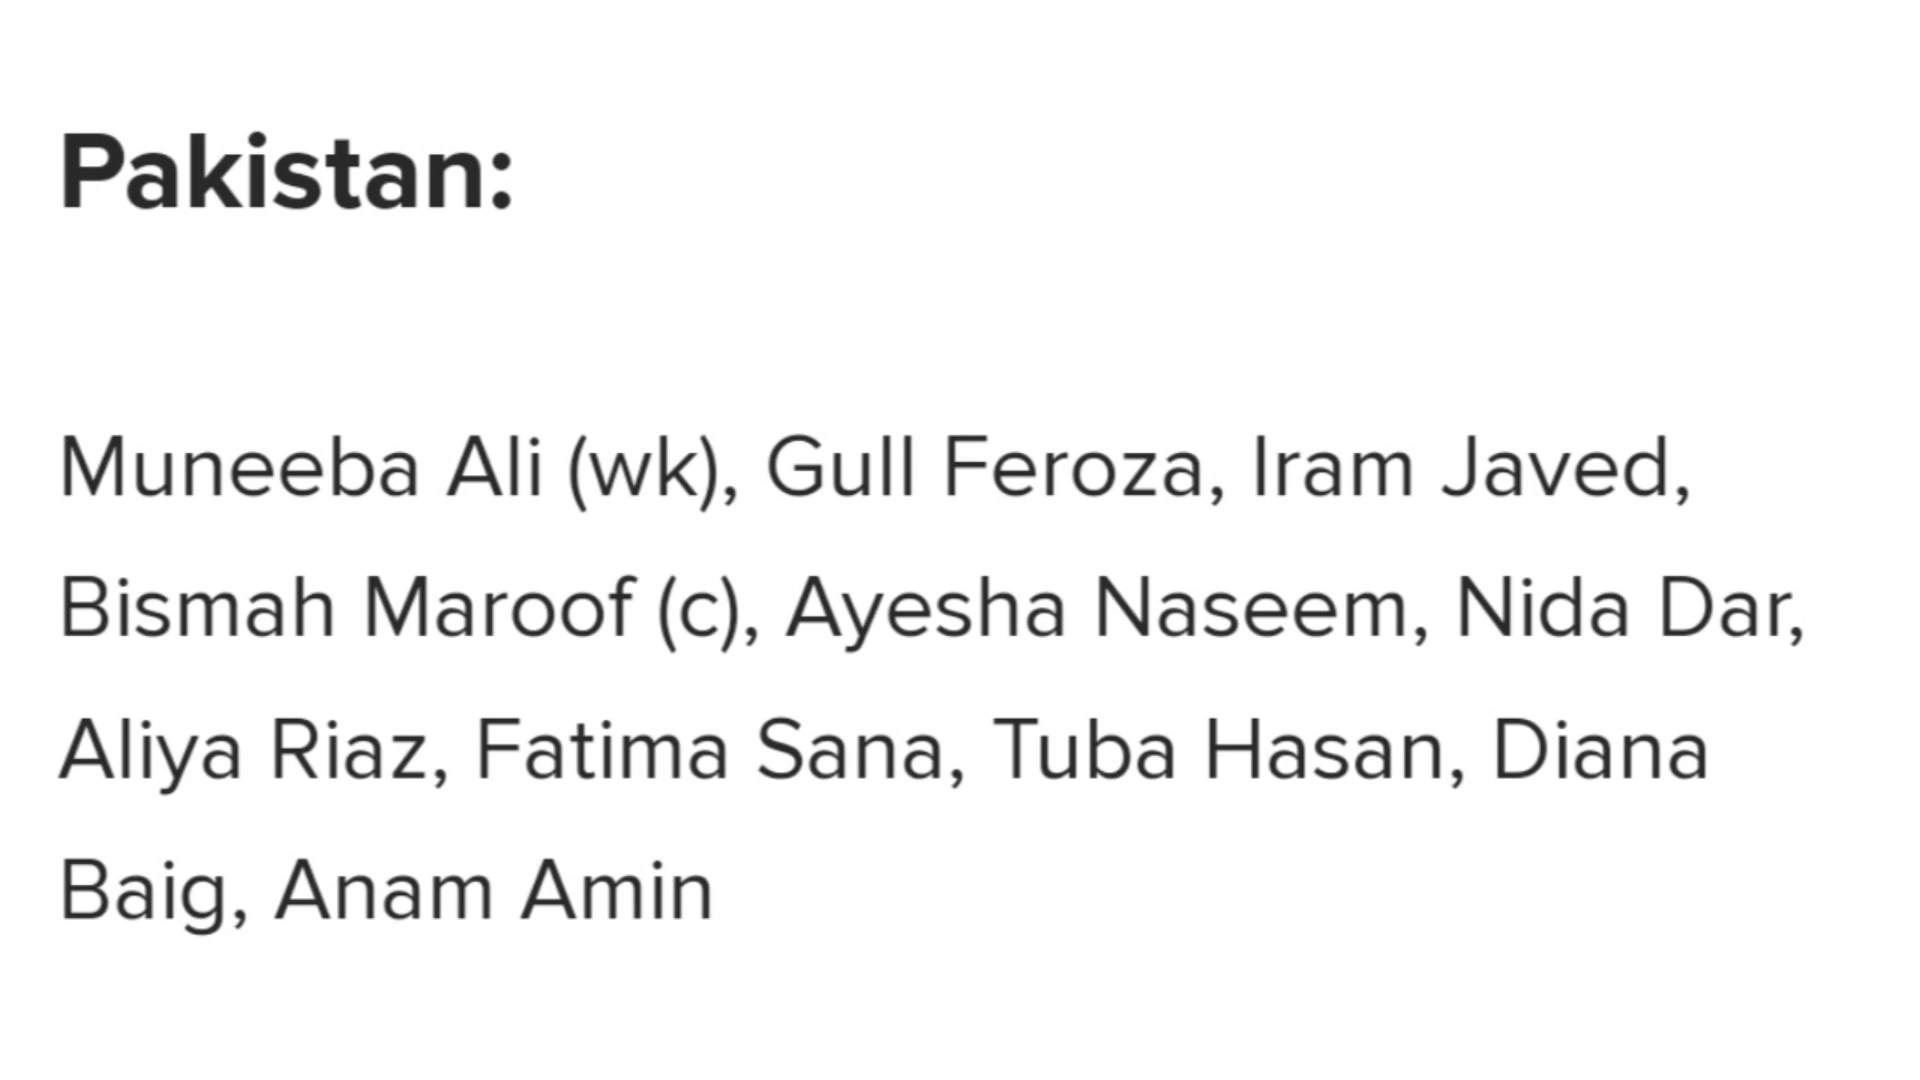 Pakistan:
Muneeba Ali (wk), Gull Feroza, Iram Javed,
Bismah Maroof (c), Ayesha Naseem, Nida Dar,
Aliya Riaz, Fatima Sana, Tuba Hasan, Diana
Baig, Anam Amin